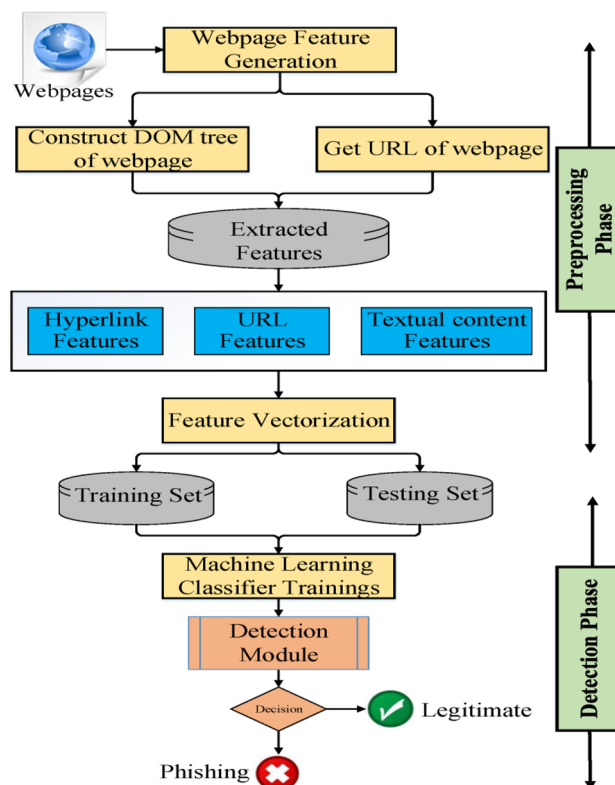 Webpage Feature
Generation
Webpages
Construct DOM tree
of webpage
Get URL of webpage
Extracted
Features
Hyperlink
Features
URL
Features
Textual content
Features
Feature Vectorization
Training Set
Testing Set
Machine Learning
Classifier Trainings
Detection
Module
Decision
Legitimate
Phishing
Preprocessing
Phase
Detection Phase